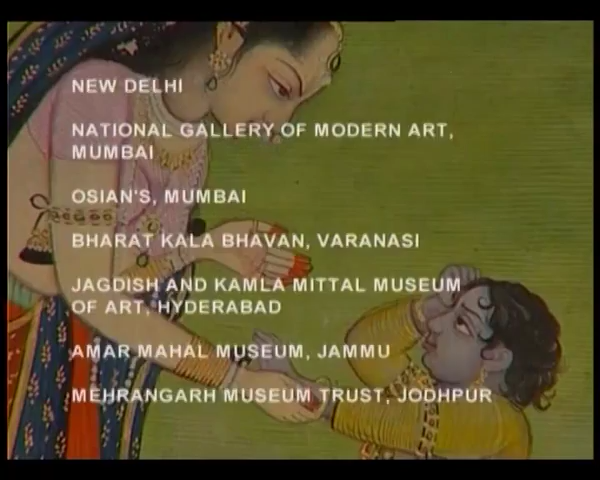 NEW DELHI
NATIONAL GALLERY OF MODERN ART,
MUMBAI
OSIAN'S, MUMBAI
BHARAT KALA BHAVAN, VARANASI
JAGDISH AND KAMLA MITTAL MUSEUM
OF ART, HYDERABAD
AMAR MAHAL MUSEUM, JAMMU
MEHRANGARH MUSEUM TRUST, JODHPUR